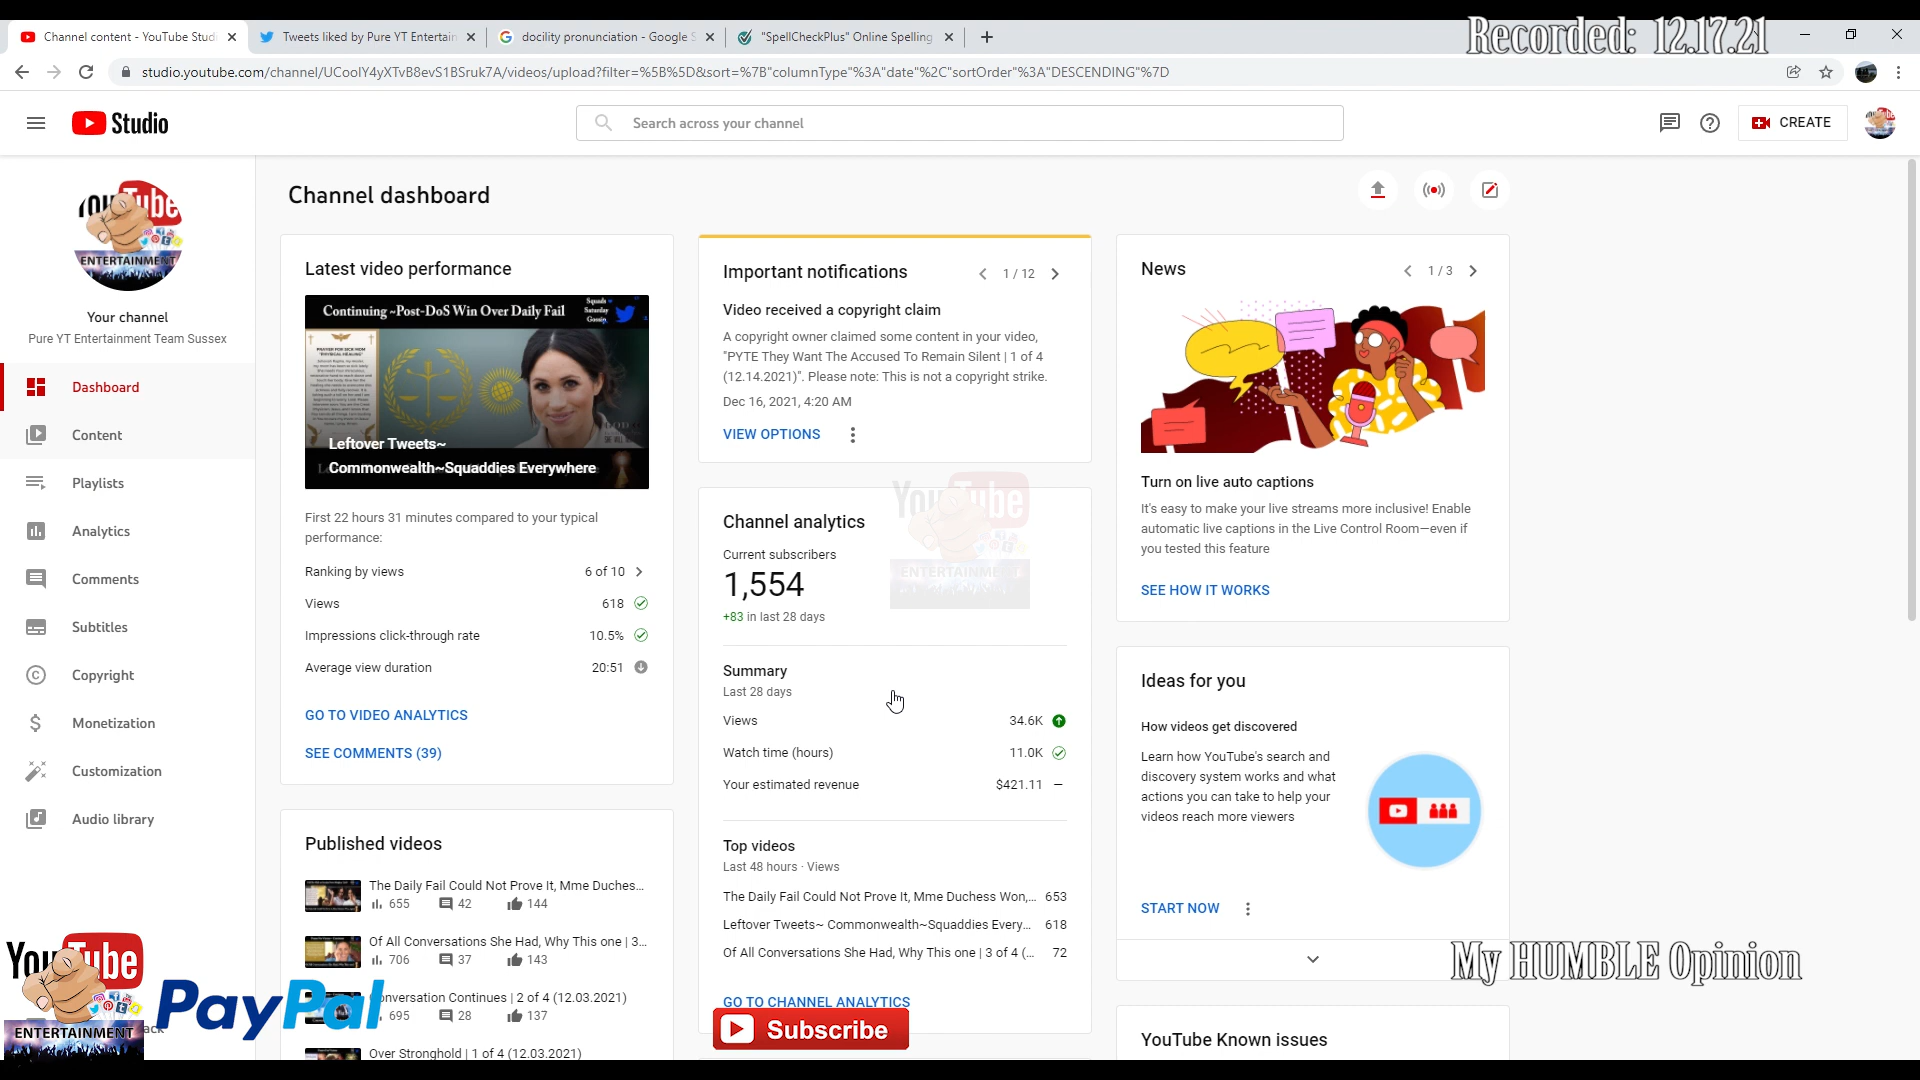 Channel content - YouTube Studi
Tweets liked by Pure YT Entertain
docility pronunciation - Google S
"SpellCheckPlus" Online Spelling
Recorded: 12.17.21
studio.youtube.com/channel/UCoolY4yXTvB8evS1BSruk7A/videos/upload?filter=%5B%5D&sort=%7B"columnType"%3A"date"%2C"sortOrder"%3A"DESCENDING"%7D
Studio
Search across your channel
CREATE
YouTube
ENTERTAINMENT
Your channel
Pure YT Entertainment Team Sussex
Dashboard
Content
Playlists
Analytics
Comments
Subtitles
Copyright
Monetization
Customization
Audio library
Channel dashboard
Latest video performance
Continuing ~Post-DoS Win Over Daily Fail
Squads
Saturday
Gossip
Leftover Tweets~
Commonwealth~Squaddies Everywhere
First 22 hours 31 minutes compared to your typical
performance:
Ranking by views 6 of 10
Views 618
Impressions click-through rate 10.5%
Average view duration 20:51
GO TO VIDEO ANALYTICS
SEE COMMENTS (39)
Published videos
The Daily Fail Could Not Prove It, Mme Duches...
655 42 144
Of All Conversations She Had, Why This one | 3...
706 37 143
onversation Continues | 2 of 4 (12.03.2021)
695 28 137
Over Stronghold | 1 of 4 (12.03.2021)
Important notifications 1 / 12
Video received a copyright claim
A copyright owner claimed some content in your video,
"PYTE They Want The Accused To Remain Silent | 1 of 4
(12.14.2021)". Please note: This is not a copyright strike.
Dec 16, 2021, 4:20 AM
VIEW OPTIONS
Channel analytics
Current subscribers
1,554
+83 in last 28 days
YouTube
ENTERTAINMENT
Summary
Last 28 days
Views 34.6K
Watch time (hours) 11.0K
Your estimated revenue $421.11 —
Top videos
Last 48 hours · Views
The Daily Fail Could Not Prove It, Mme Duchess Won,... 653
Leftover Tweets~ Commonwealth~Squaddies Every... 618
Of All Conversations She Had, Why This one | 3 of 4 (... 72
GO TO CHANNEL ANALYTICS
Subscribe
News 1 / 3
Turn on live auto captions
It's easy to make your live streams more inclusive! Enable
automatic live captions in the Live Control Room—even if
you tested this feature
SEE HOW IT WORKS
Ideas for you
How videos get discovered
Learn how YouTube's search and
discovery system works and what
actions you can take to help your
videos reach more viewers
START NOW
My HUMBLE Opinion
YouTube Known issues
YouTube
ENTERTAINMENT
PayPal